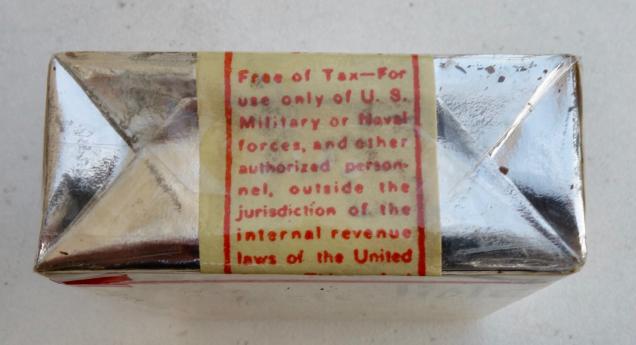 Free of Tax—For
use only of U. S.
Military or Naval
forces, and other
authorized person-
nel, outside the
jurisdiction of the
internal revenue
laws of the United